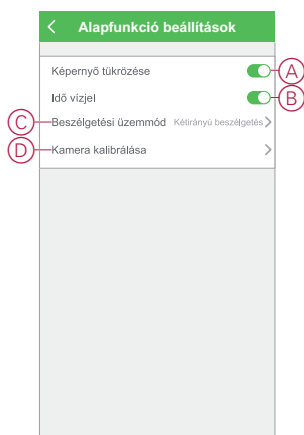 Alapfunkció beállítások
Képernyő tükrözése A
Idő vízjel B
C Beszélgetési üzemmód Kétirányú beszélgetés
D Kamera kalibrálása